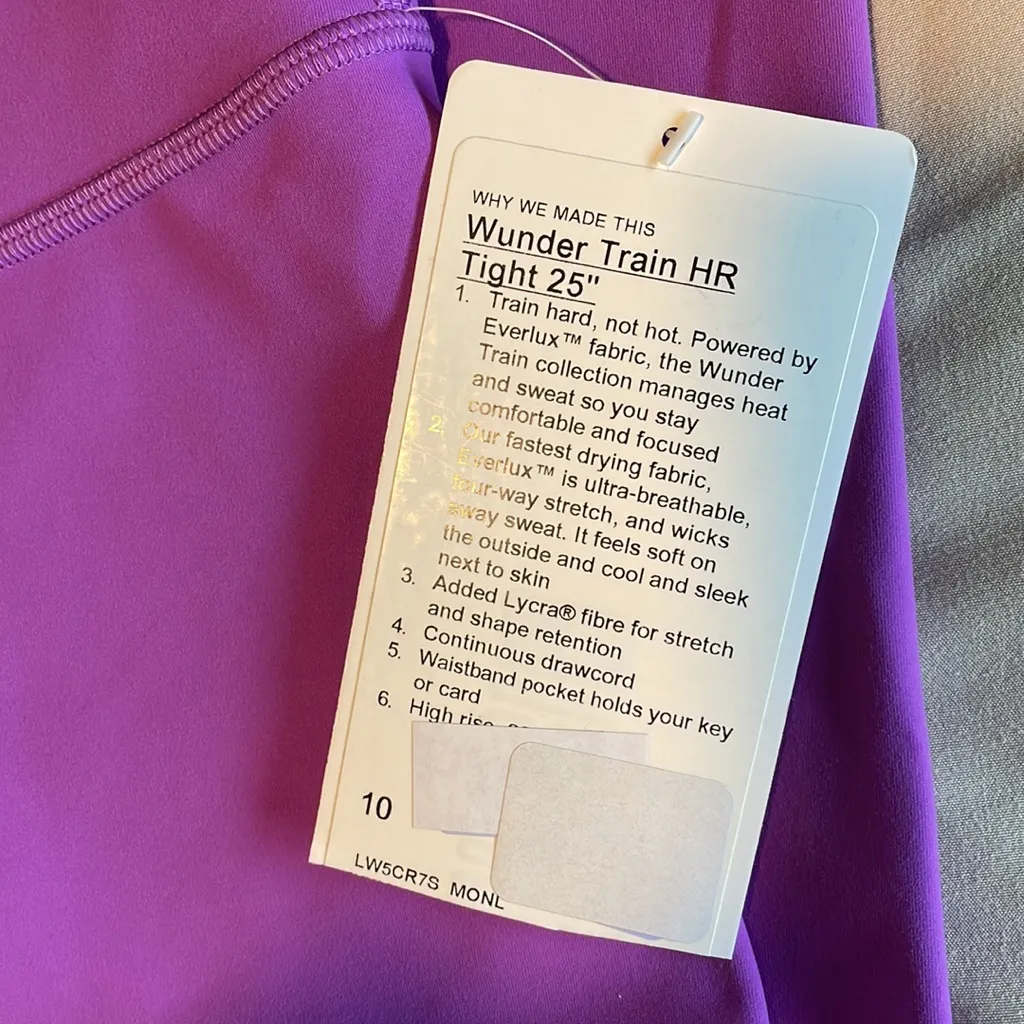 WHY WE MADE THIS
Wunder Train HR
Tight 25"
1. Train hard, not hot. Powered by
Everlux™ fabric, the Wunder
Train collection manages heat
and sweat so you stay
comfortable and focused
2. Our fastest drying fabric,
Everlux™ is ultra-breathable,
four-way stretch, and wicks
away sweat. It feels soft on
the outside and cool and sleek
next to skin
3. Added Lycra® fibre for stretch
and shape retention
4. Continuous drawcord
5. Waistband pocket holds your key
or card
6. High rise
10
LW5CR7S MONL